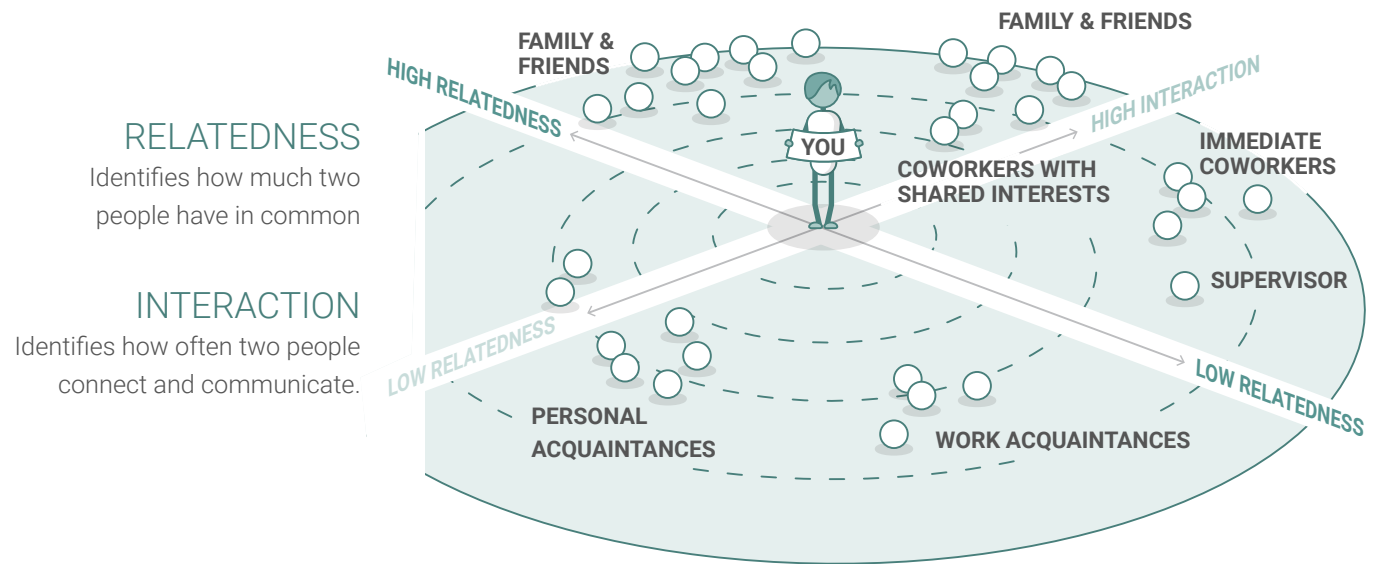 RELATEDNESS
Identifies how much two
people have in common
INTERACTION
Identifies how often two people
connect and communicate.
FAMILY &
FRIENDS
FAMILY & FRIENDS
HIGH RELATEDNESS
HIGH INTERACTION
YOU
COWORKERS WITH
SHARED INTERESTS
IMMEDIATE
COWORKERS
SUPERVISOR
LOW RELATEDNESS
LOW RELATEDNESS
PERSONAL
ACQUAINTANCES
WORK ACQUAINTANCES